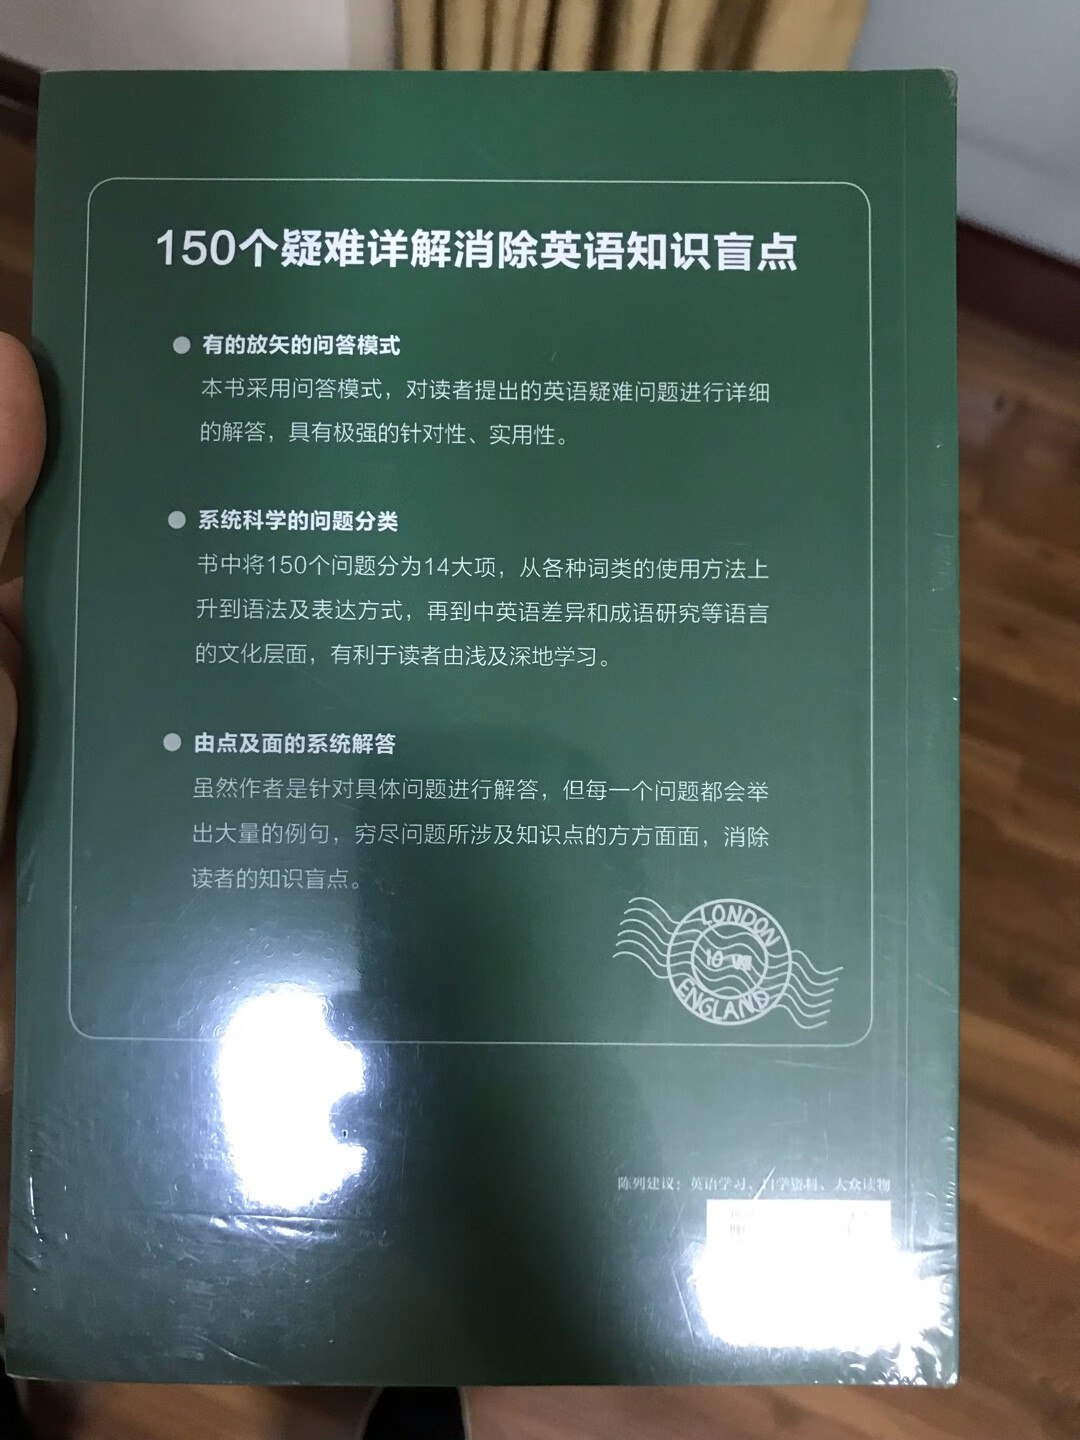 150个疑难详解消除英语知识盲点
有的放矢的问答模式
本书采用问答模式，对读者提出的英语疑难问题进行详细
的解答，具有极强的针对性、实用性。
系统科学的问题分类
书中将150个问题分为14大项，从各种词类的使用方法上
升到语法及表达方式，再到中英语差异和成语研究等语言
的文化层面，有利于读者由浅及深地学习。
由点及面的系统解答
虽然作者是针对具体问题进行解答，但每一个问题都会举
出大量的例句，穷尽问题所涉及知识点的方方面面，消除
读者的知识盲点。
LONDON
10
ENGLAND
陈列建议：英语学习、自学资料、大众读物